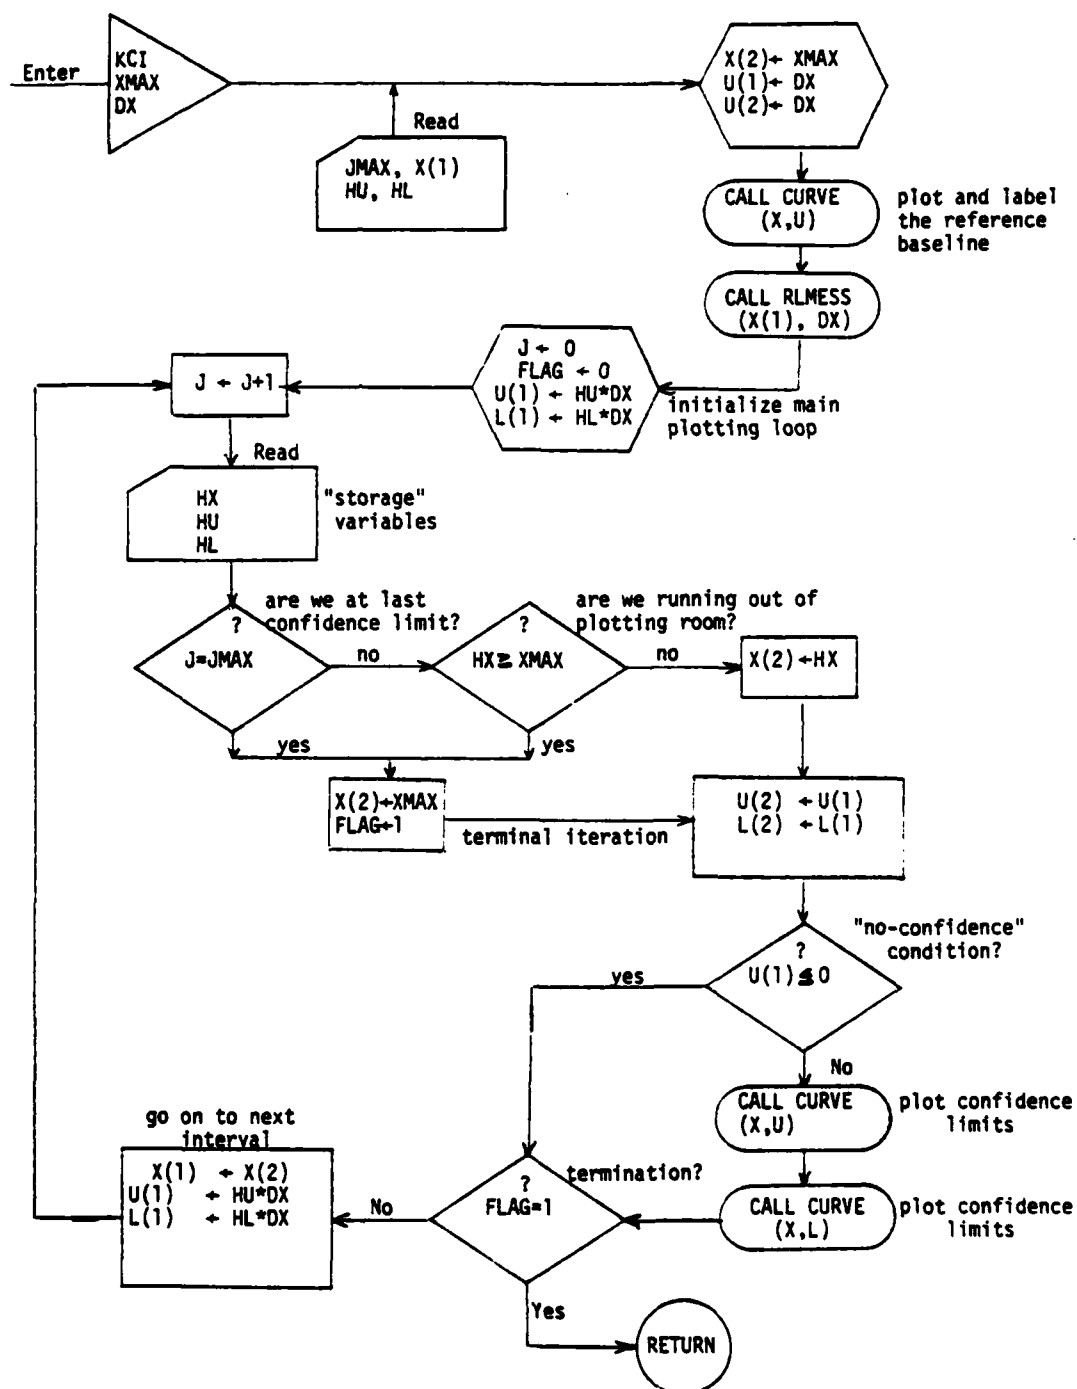 Enter
KCI
XMAX
DX
Read
JMAX, X(1)
HU, HL
X(2)← XMAX
U(1)← DX
U(2)← DX
CALL CURVE
(X,U)
plot and label
the reference
baseline
CALL RLMESS
(X(1), DX)
J ← 0
FLAG ← 0
U(1) ← HU*DX
L(1) ← HL*DX
initialize main
plotting loop
J ← J+1
Read
HX
HU
HL
"storage"
variables
are we at last
confidence limit?
?
J=JMAX
no
yes
are we running out of
plotting room?
?
HX≥XMAX
no
yes
X(2)←HX
X(2)←XMAX
FLAG←1
terminal iteration
U(2) ←U(1)
L(2) ←L(1)
"no-confidence"
condition?
?
U(1)≤0
yes
No
CALL CURVE
(X,U)
plot confidence
limits
CALL CURVE
(X,L)
plot confidence
limits
termination?
?
FLAG=1
No
Yes
go on to next
interval
X(1) ← X(2)
U(1) ← HU*DX
L(1) ← HL*DX
RETURN